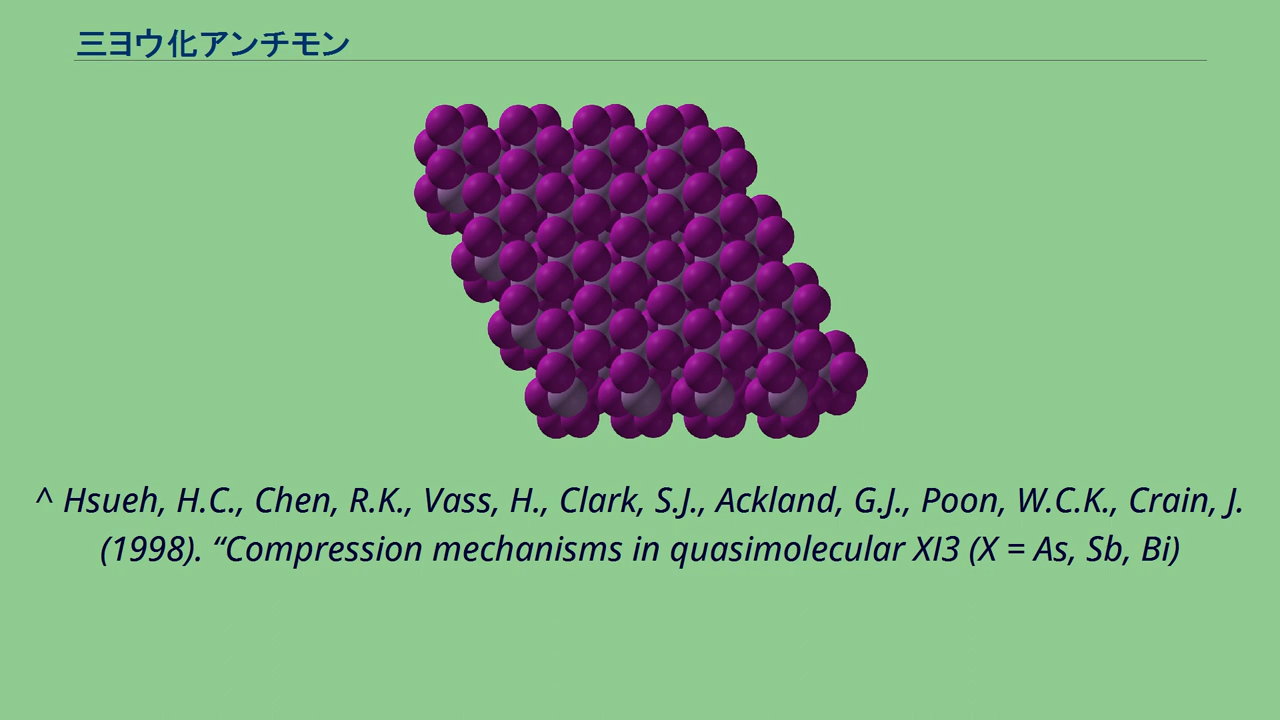 三ヨウ化アンチモン
^ Hsueh, H.C., Chen, R.K., Vass, H., Clark, S.J., Ackland, G.J., Poon, W.C.K., Crain, J.
(1998). “Compression mechanisms in quasimolecular XI3 (X = As, Sb, Bi)